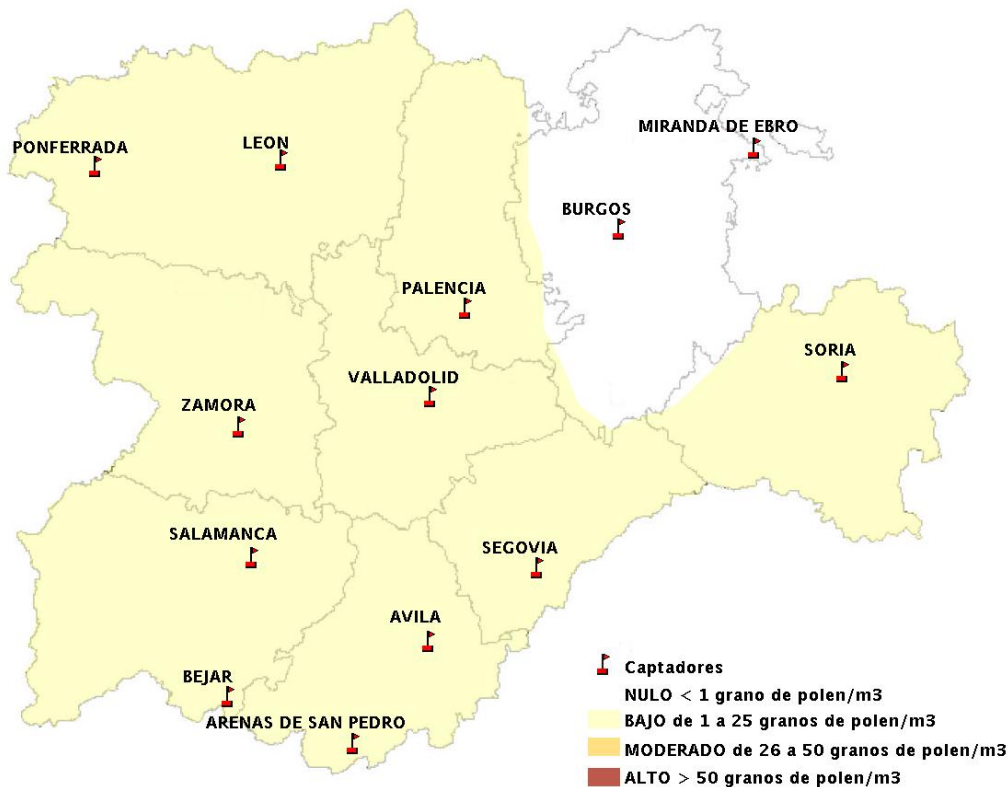 MIRANDA DE EBRO
PONFERRADA
LEON
BURGOS
PALENCIA
SORIA
VALLADOLID
ZAMORA
SALAMANCA
SEGOVIA
AVILA
BEJAR
ARENAS DE SAN PEDRO
Captadores
NULO < 1 grano de polen/m3
BAJO de 1 a 25 granos de polen/m3
MODERADO de 26 a 50 granos de polen/m3
ALTO > 50 granos de polen/m3